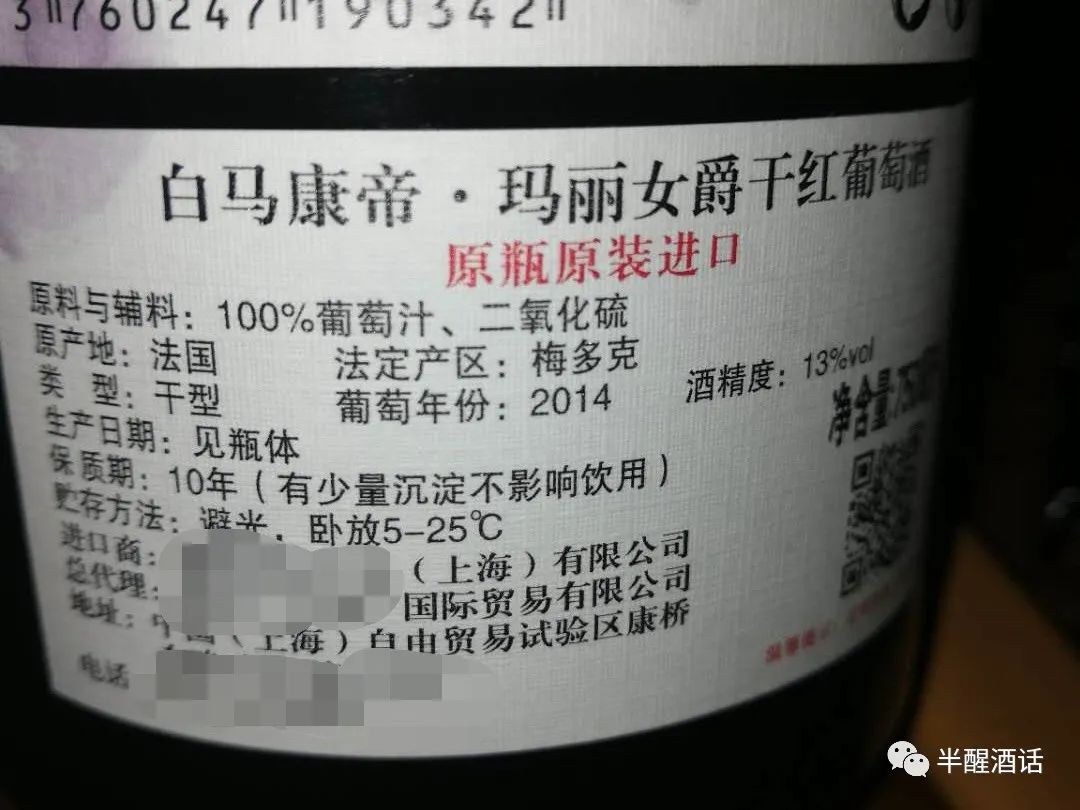 3"760247"190342"
白马康帝·玛丽女爵干红葡萄酒
原瓶原装进口
原料与辅料：100%葡萄汁、二氧化硫
原产地：法国 法定产区：梅多克 酒精度：13%vol
类 型：干型 葡萄年份：2014 净含量
生产日期：见瓶体
保质期：10年（有少量沉淀不影响饮用）
贮存方法：避光，卧放5-25℃
进口商： （上海）有限公司
总代理： 国际贸易有限公司
地址：中国（上海）自由贸易试验区康桥
电话
半醒酒话